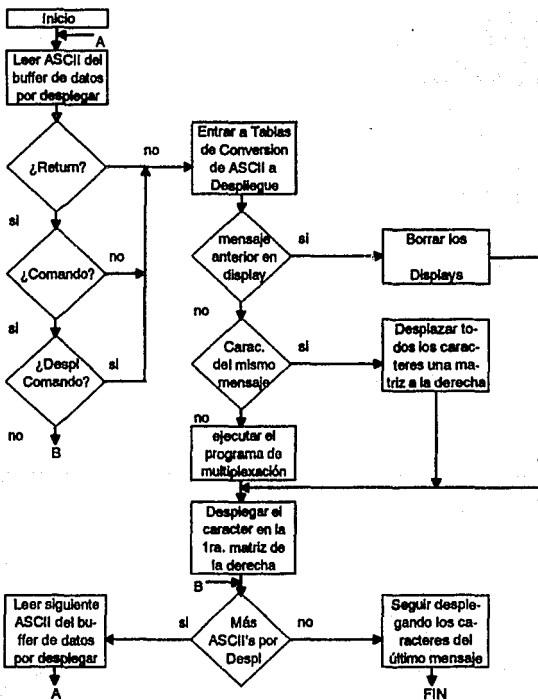 Inicio
A
Leer ASCII del
buffer de datos
por desplegar
¿Return?
no
si
Entrar a Tablas
de Conversion
de ASCII a
Despliegue
¿Comando?
no
si
mensaje
anterior en
display
si
no
Borrar los
Displays
¿Despl
Comando?
si
no
B
Carac.
del mismo
mensaje
si
no
Desplazar to-
dos los carac-
teres una ma-
triz a la derecha
ejecutar el
programa de
multiplexación
Desplegar el
caracter en la
1ra. matriz de
la derecha
B
Más
ASCII's por
Despl
si
no
Leer siguiente
ASCII del bu-
ffer de datos
por desplegar
A
Seguir desple-
gando los ca-
racteres del
último mensaje
FIN